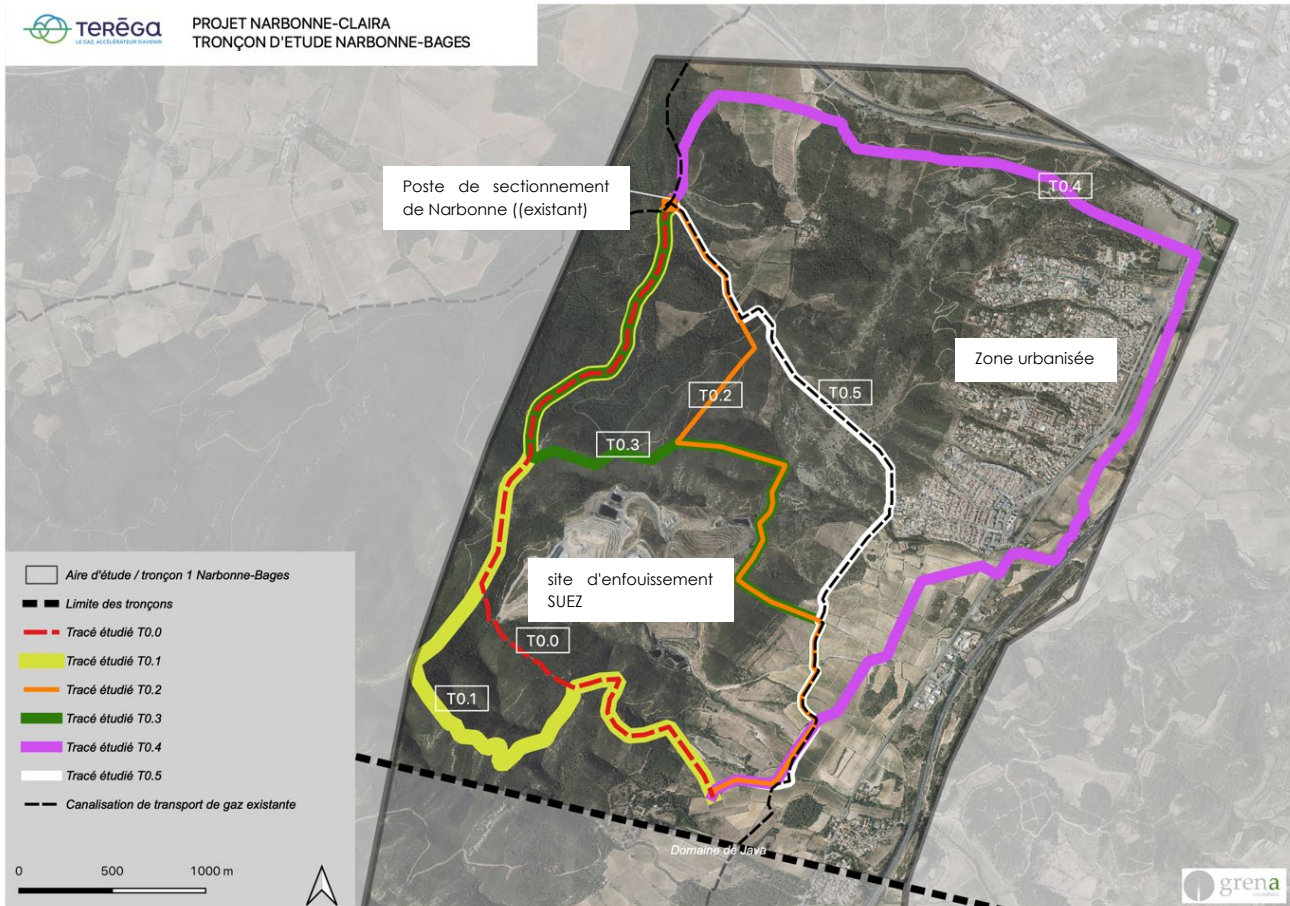 TERÉGA
LE GAZ, ACCÉLÉRATEUR D'AVENIR
PROJET NARBONNE-CLAIRA
TRONÇON D'ETUDE NARBONNE-BAGES
Poste de sectionnement
de Narbonne ((existant)
T0.4
Zone urbanisée
T0.2
T0.5
T0.3
site d'enfouissement
SUEZ
T0.0
T0.1
Domaine de Java
Aire d'étude / tronçon 1 Narbonne-Bages
Limite des tronçons
Tracé étudié T0.0
Tracé étudié T0.1
Tracé étudié T0.2
Tracé étudié T0.3
Tracé étudié T0.4
Tracé étudié T0.5
Canalisation de transport de gaz existante
0 500 1000 m
grena